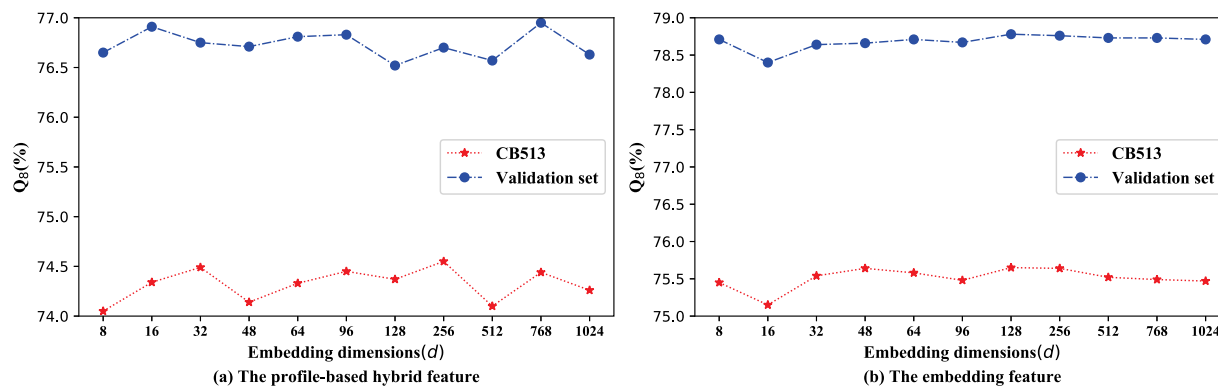 77.0
76.5
76.0
75.5
75.0
74.5
74.0
Q8(%)
CB513
Validation set
8 16 32 48 64 96 128 256 512 768 1024
Embedding dimensions(d)
(a) The profile-based hybrid feature
79.0
78.5
78.0
77.5
77.0
76.5
76.0
75.5
75.0
Q8(%)
CB513
Validation set
8 16 32 48 64 96 128 256 512 768 1024
Embedding dimensions(d)
(b) The embedding feature